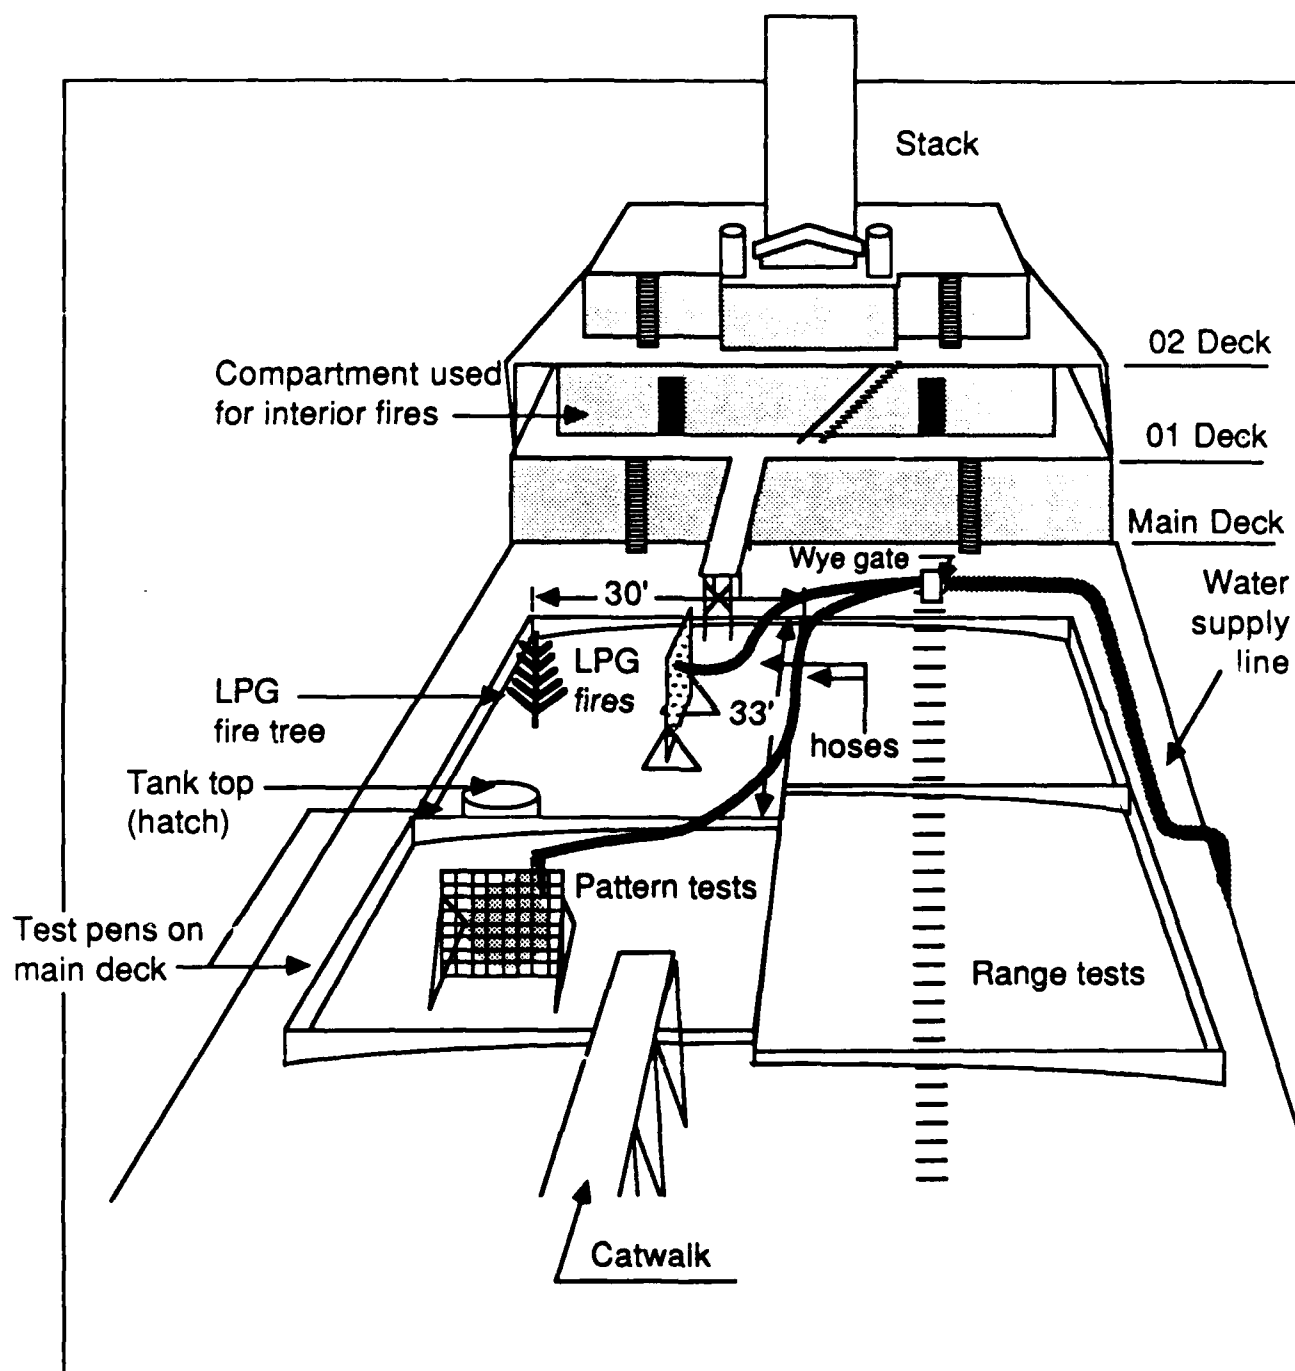 Stack
02 Deck
Compartment used
for interior fires
01 Deck
Main Deck
Wye gate
Water
supply
line
30'
LPG
fires
LPG
fire tree
33'
hoses
Tank top
(hatch)
Pattern tests
Test pens on
main deck
Range tests
Catwalk